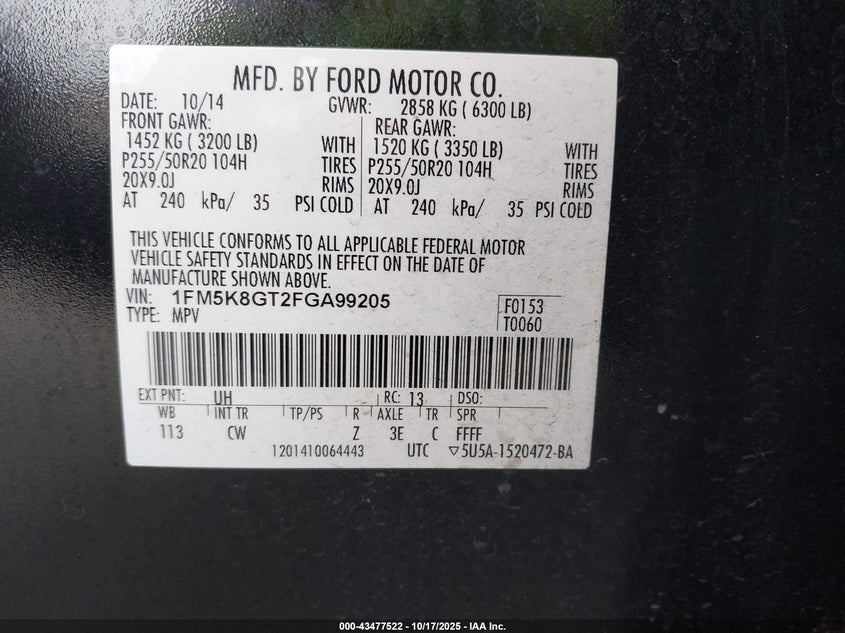 MFD. BY FORD MOTOR CO.
DATE: 10/14 GVWR: 2858 KG ( 6300 LB)
FRONT GAWR: REAR GAWR:
1452 KG ( 3200 LB) WITH 1520 KG ( 3350 LB) WITH
P255/50R20 104H TIRES P255/50R20 104H TIRES
20X9.0J RIMS 20X9.0J RIMS
AT 240 kPa/ 35 PSI COLD AT 240 kPa/ 35 PSI COLD
THIS VEHICLE CONFORMS TO ALL APPLICABLE FEDERAL MOTOR
VEHICLE SAFETY STANDARDS IN EFFECT ON THE DATE OF
MANUFACTURE SHOWN ABOVE.
VIN: 1FM5K8GT2FGA99205 F0153
TYPE: MPV T0060
EXT PNT: UH RC: 13 DSO:
WB INT TR TP/PS R AXLE TR SPR
113 CW Z 3E C FFFF
1201410064443 UTC ▽5U5A-1520472-BA
000-43477522 | 10/17/2025 - IAA Inc.